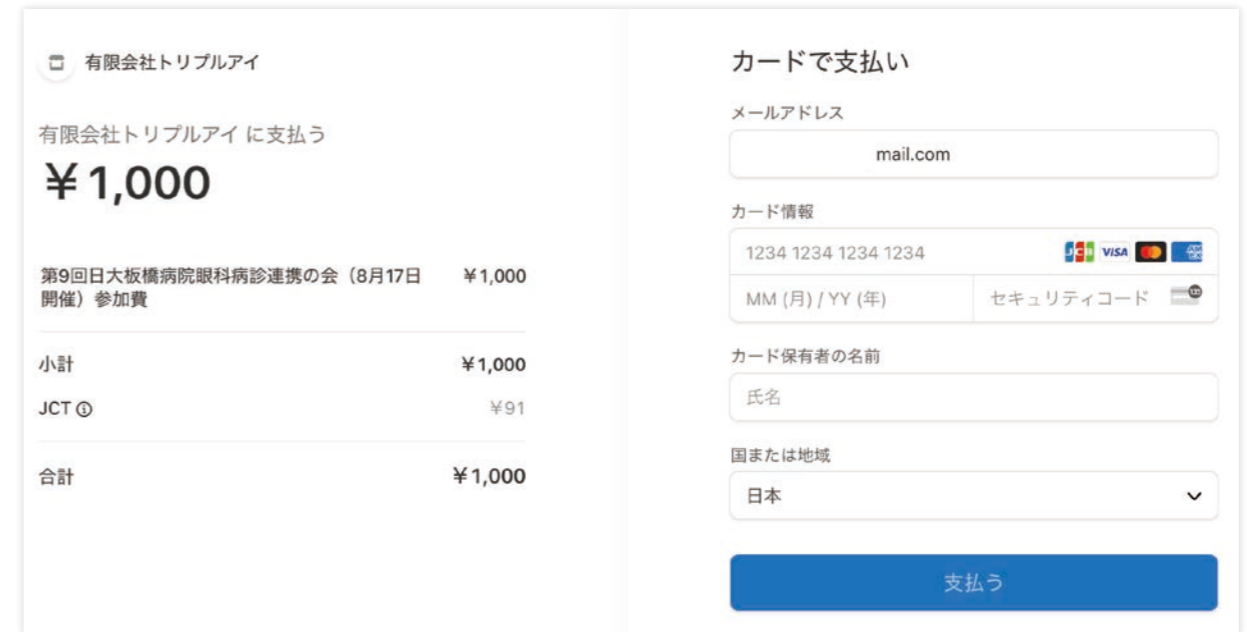 有限会社トリプルアイ
有限会社トリプルアイ に支払う
￥1,000
第9回日大板橋病院眼科病診連携の会（8月17日 ￥1,000
開催）参加費
小計 ￥1,000
JCT ￥91
合計 ￥1,000
カードで支払い
メールアドレス
mail.com
カード情報
1234 1234 1234 1234 JCB VISA AM EX
MM (月) / YY (年) セキュリティコード 123
カード保有者の名前
氏名
国または地域
日本
支払う